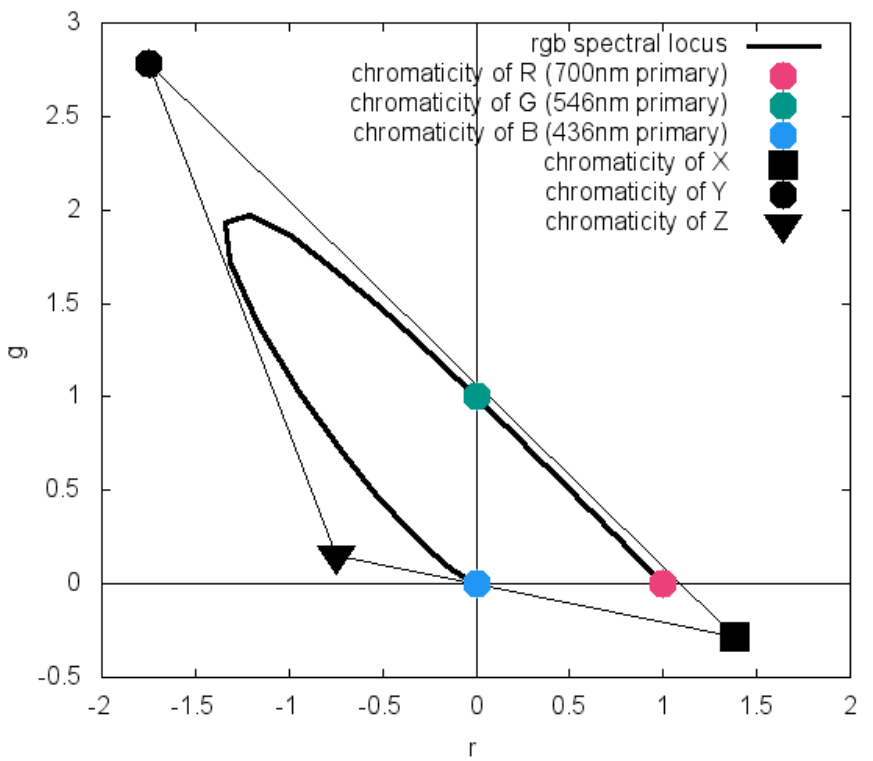 rgb spectral locus
chromaticity of R (700nm primary)
chromaticity of G (546nm primary)
chromaticity of B (436nm primary)
chromaticity of X
chromaticity of Y
chromaticity of Z
3
2.5
2
1.5
1
0.5
0
-0.5
g
-2 -1.5 -1 -0.5 0 0.5 1 1.5 2
r